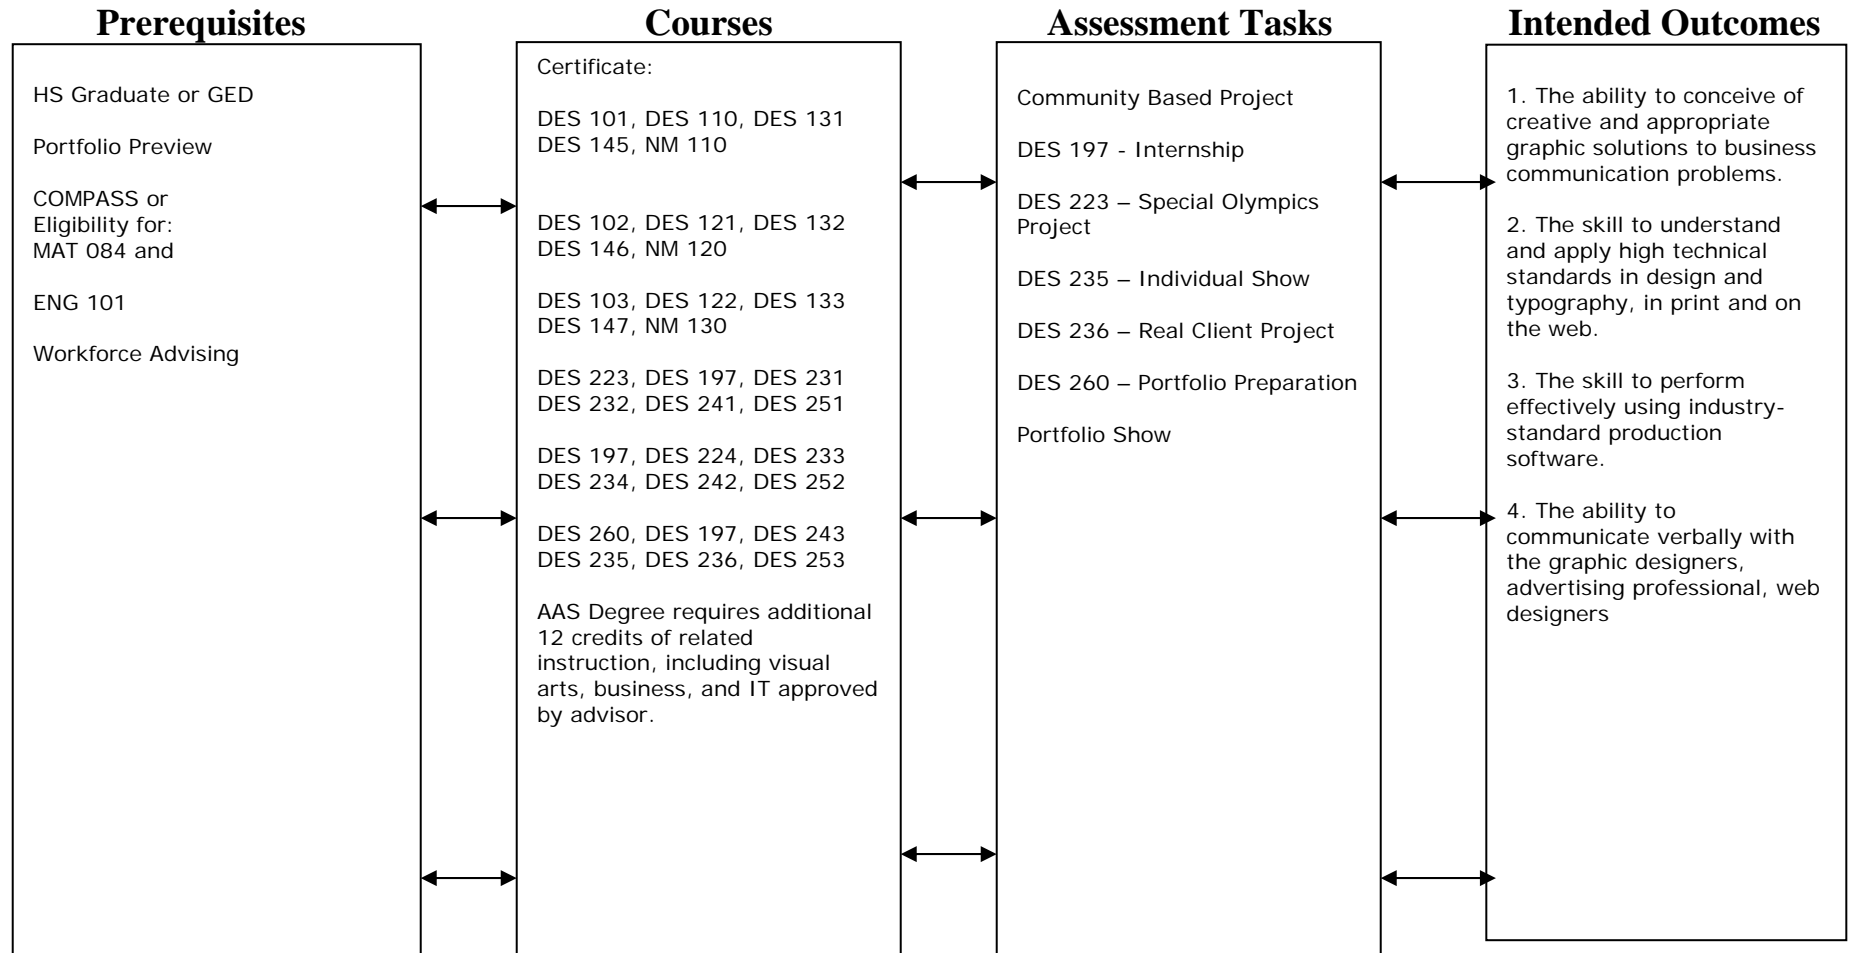 Prerequisites
HS Graduate or GED
Portfolio Preview
COMPASS or
Eligibility for:
MAT 084 and
ENG 101
Workforce Advising
Courses
Certificate:
DES 101, DES 110, DES 131
DES 145, NM 110
DES 102, DES 121, DES 132
DES 146, NM 120
DES 103, DES 122, DES 133
DES 147, NM 130
DES 223, DES 197, DES 231
DES 232, DES 241, DES 251
DES 197, DES 224, DES 233
DES 234, DES 242, DES 252
DES 260, DES 197, DES 243
DES 235, DES 236, DES 253
AAS Degree requires additional
12 credits of related
instruction, including visual
arts, business, and IT approved
by advisor.
Assessment Tasks
Community Based Project
DES 197 - Internship
DES 223 – Special Olympics
Project
DES 235 – Individual Show
DES 236 – Real Client Project
DES 260 – Portfolio Preparation
Portfolio Show
Intended Outcomes
1. The ability to conceive of
creative and appropriate
graphic solutions to business
communication problems.
2. The skill to understand
and apply high technical
standards in design and
typography, in print and on
the web.
3. The skill to perform
effectively using industry-
standard production
software.
4. The ability to
communicate verbally with
the graphic designers,
advertising professional, web
designers